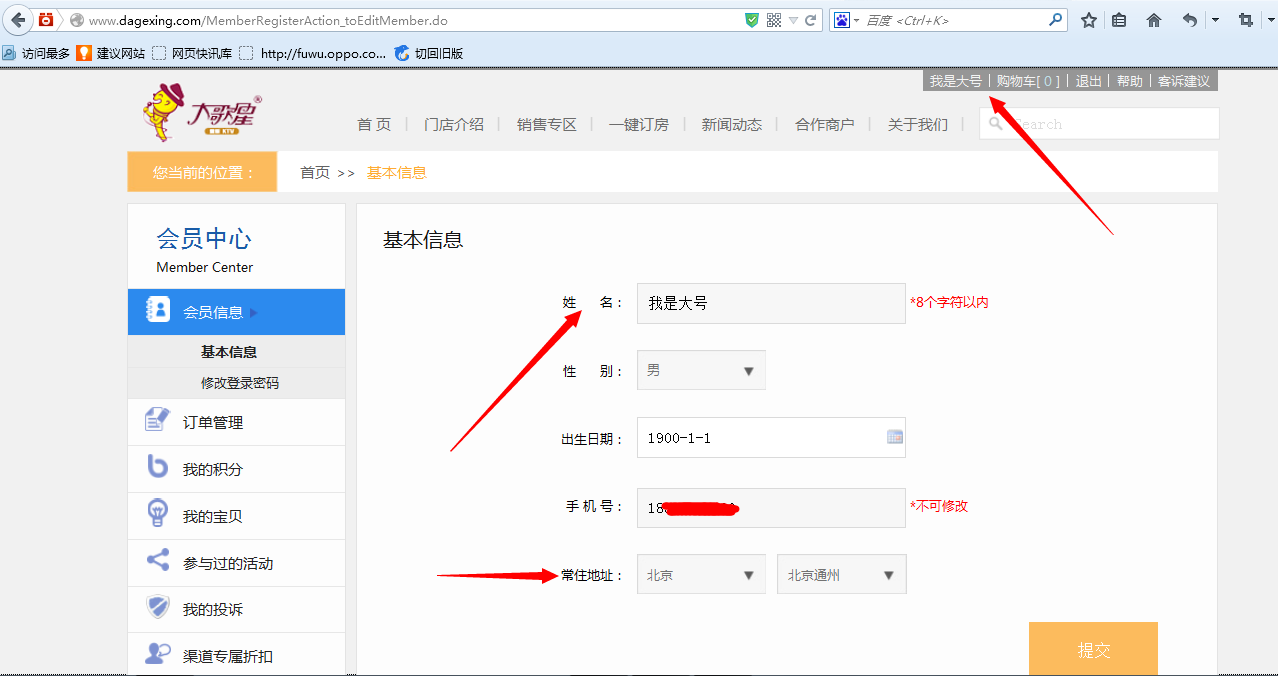 www.dagexing.com/MemberRegisterAction_toEditMember.do
百度 <Ctrl+K>
访问最多 建议网站 网页快讯库 http://fuwu.oppo.c... 切回旧版
我是大号 | 购物车[ 0 ] | 退出 | 帮助 | 客诉建议
大歌星
KTV
首 页 | 门店介绍 | 销售专区 | 一键订房 | 新闻动态 | 合作商户 | 关于我们 |
Search
您当前的位置： 首页 >> 基本信息
会员中心
Member Center
会员信息
基本信息
修改登录密码
订单管理
我的积分
我的宝贝
参与过的活动
我的投诉
渠道专属折扣
基本信息
姓 名： 我是大号 *8个字符以内
性 别： 男
出生日期： 1900-1-1
手 机 号： 18 *不可修改
常住地址： 北京 北京通州
提交